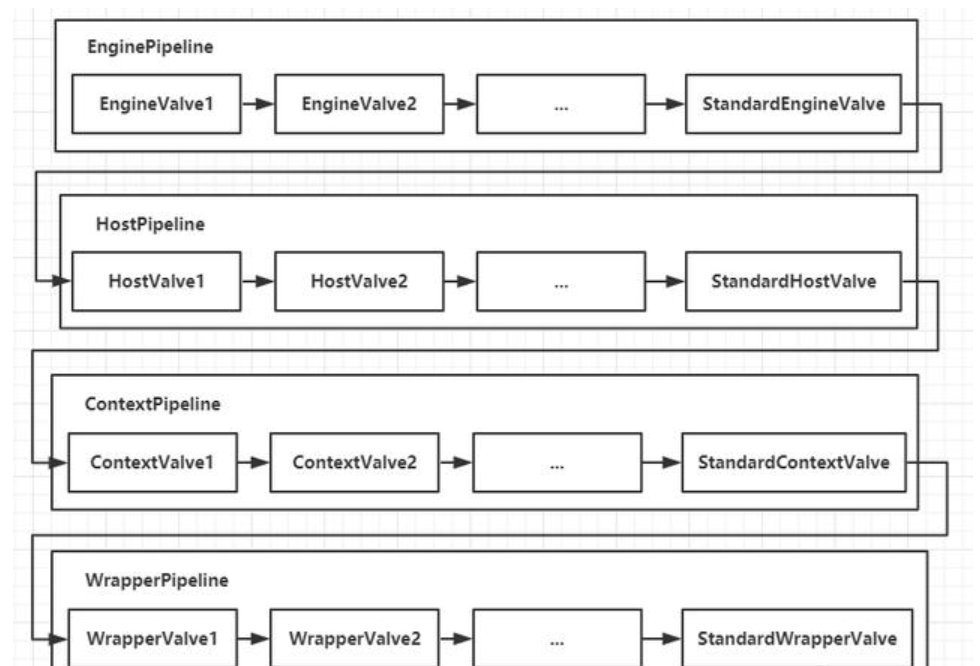 EnginePipeline
EngineValve1
EngineValve2
...
StandardEngineValve
HostPipeline
HostValve1
HostValve2
...
StandardHostValve
ContextPipeline
ContextValve1
ContextValve2
...
StandardContextValve
WrapperPipeline
WrapperValve1
WrapperValve2
...
StandardWrapperValve